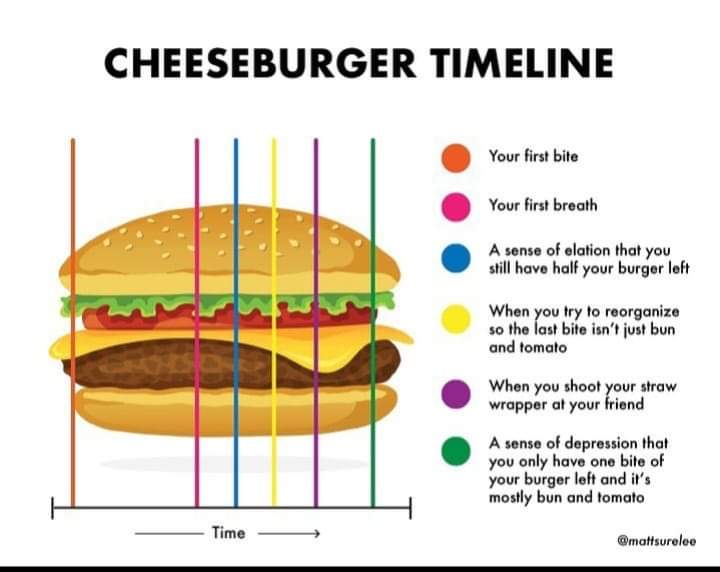 CHEESEBURGER TIMELINE
Your first bite
Your first breath
A sense of elation that you
still have half your burger left
When you try to reorganize
so the last bite isn't just bun
and tomato
When you shoot your straw
wrapper at your friend
A sense of depression that
you only have one bite of
your burger left and it's
mostly bun and tomato
Time
@mattsurelee